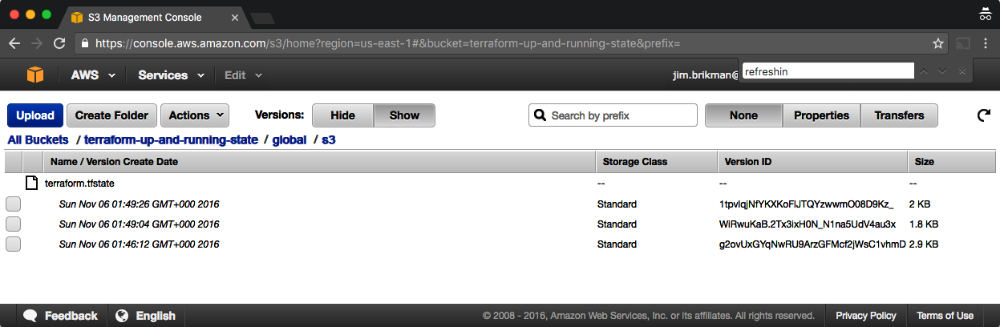 S3 Management Console
https://console.aws.amazon.com/s3/home?region=us-east-1#&bucket=terraform-up-and-running-state&prefix=
AWS Services Edit jim.brikman@ refreshin
Upload Create Folder Actions Versions: Hide Show Search by prefix None Properties Transfers
All Buckets / terraform-up-and-running-state / global / s3
Name / Version Create Date Storage Class Version ID Size
terraform.tfstate -- -- --
Sun Nov 06 01:49:26 GMT+000 2016 Standard 1tpvIqjNfYKXKoFlJTQYzwwmO08D9Kz_ 2 KB
Sun Nov 06 01:49:04 GMT+000 2016 Standard WiRwuKaB.2Tx3ixH0N_N1na5UdV4au3x 1.8 KB
Sun Nov 06 01:46:12 GMT+000 2016 Standard g2ovUxGYqNwRU9ArzGFMcf2jWsC1vhmD 2.9 KB
Feedback English © 2008 - 2016, Amazon Web Services, Inc. or its affiliates. All rights reserved. Privacy Policy Terms of Use